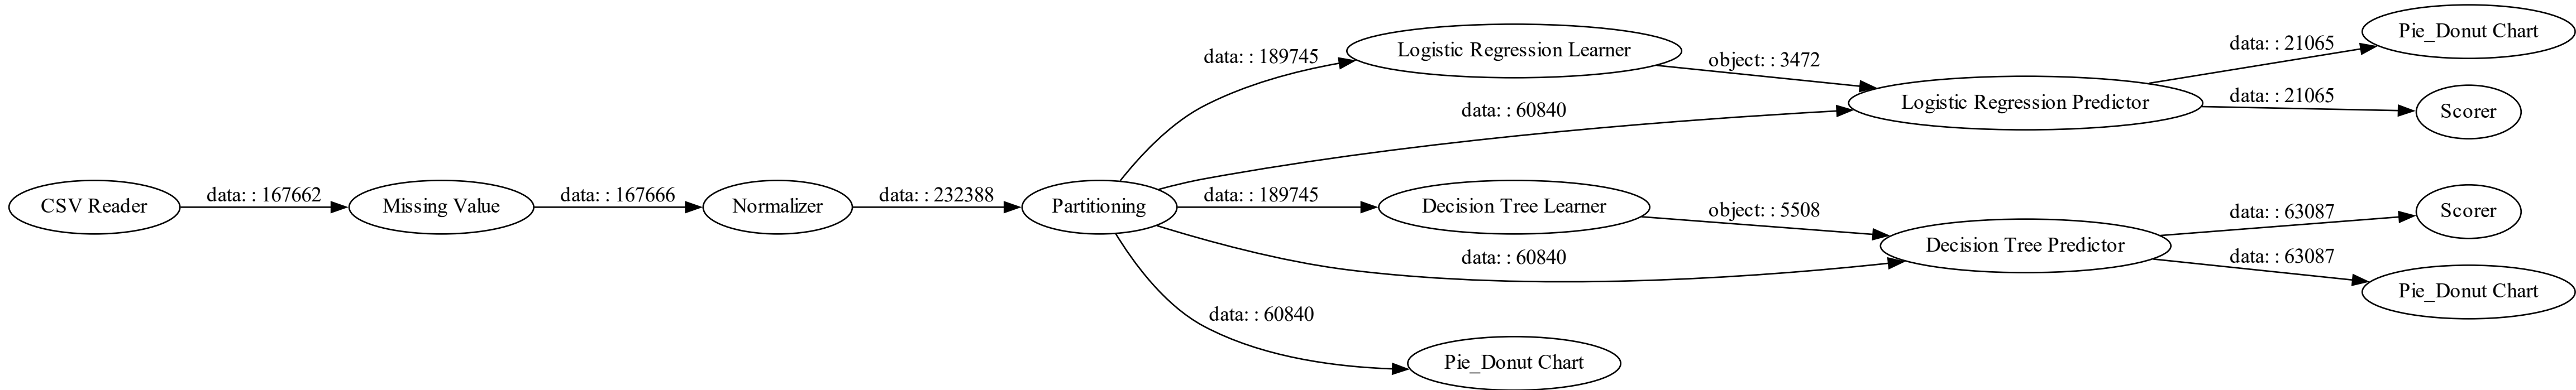 CSV Reader
data: : 167662
Missing Value
data: : 167666
Normalizer
data: : 232388
Partitioning
data: : 189745
Logistic Regression Learner
object: : 3472
data: : 60840
Logistic Regression Predictor
data: : 21065
Pie_Donut Chart
data: : 21065
Scorer
data: : 189745
Decision Tree Learner
object: : 5508
data: : 60840
Decision Tree Predictor
data: : 63087
Scorer
data: : 63087
Pie_Donut Chart
data: : 60840
Pie_Donut Chart